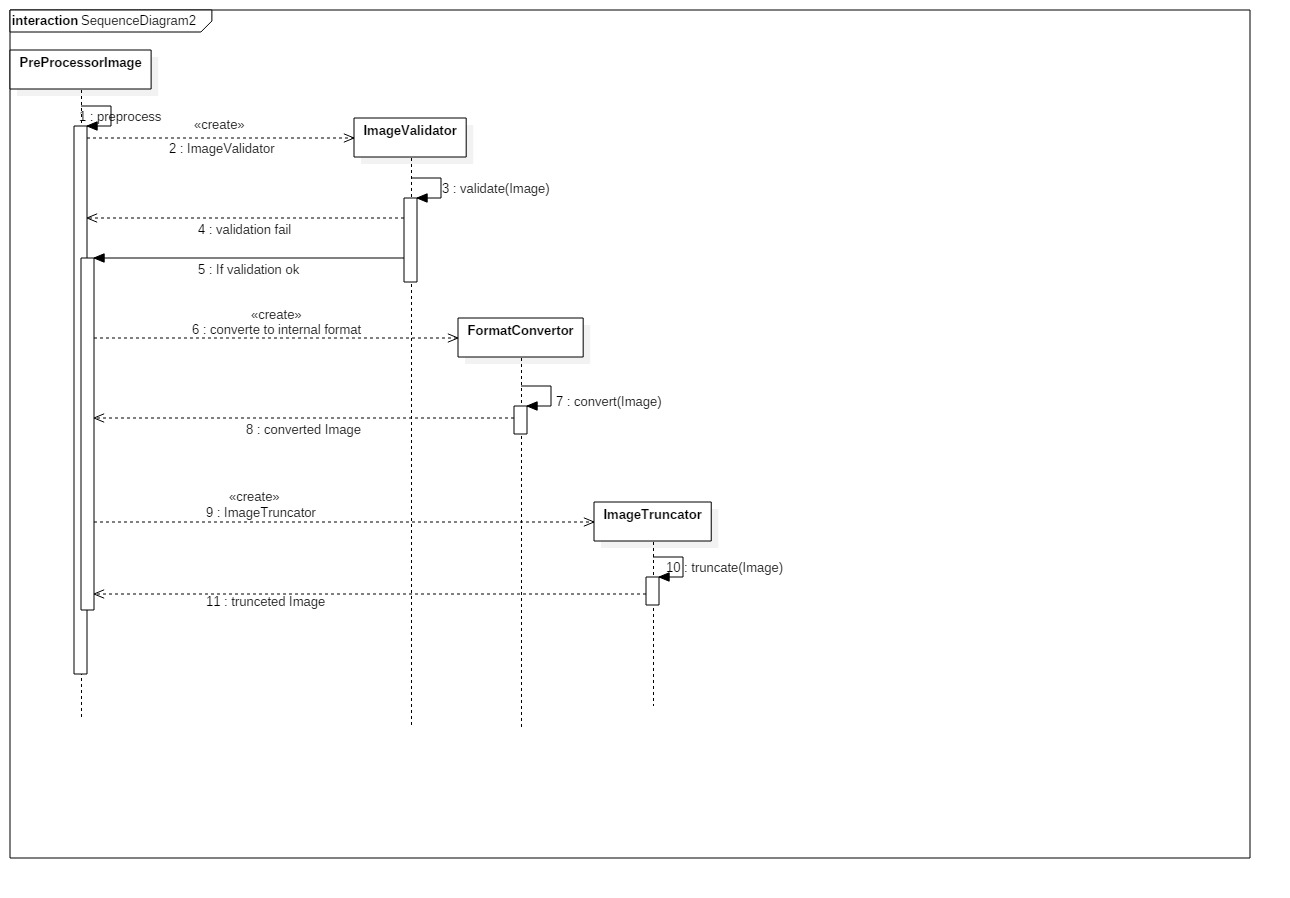 interaction SequenceDiagram2
PreProcessorImage
1 : preprocess
«create»
2 : ImageValidator
ImageValidator
3 : validate(Image)
4 : validation fail
5 : If validation ok
«create»
6 : converte to internal format
FormatConvertor
7 : convert(Image)
8 : converted Image
«create»
9 : ImageTruncator
ImageTruncator
10 : truncate(Image)
11 : trunceted Image